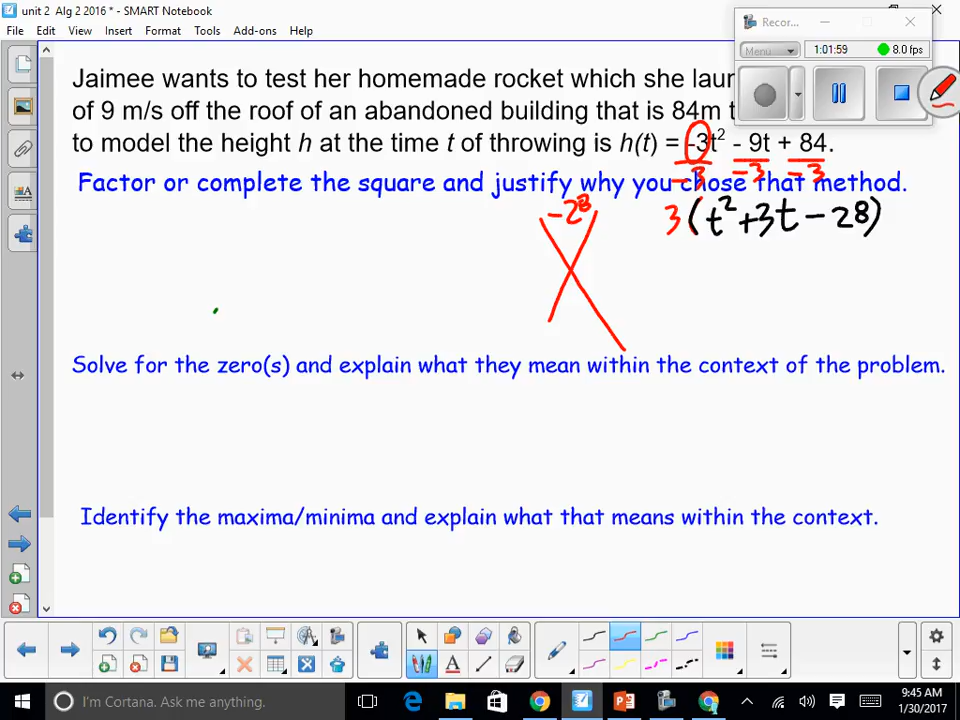 unit 2 Alg 2 2016 * - SMART Notebook
File Edit View Insert Format Tools Add-ons Help
Recor...
Menu...
1:01:59
8.0 fps
Jaimee wants to test her homemade rocket which she lau
of 9 m/s off the roof of an abandoned building that is 84m
to model the height h at the time t of throwing is h(t) = -3t² - 9t + 84.
-3 -3 -3
Factor or complete the square and justify why you chose that method.
-28
3(t²+3t-28)
Solve for the zero(s) and explain what they mean within the context of the problem.
Identify the maxima/minima and explain what that means within the context.
I'm Cortana. Ask me anything.
9:45 AM
1/30/2017